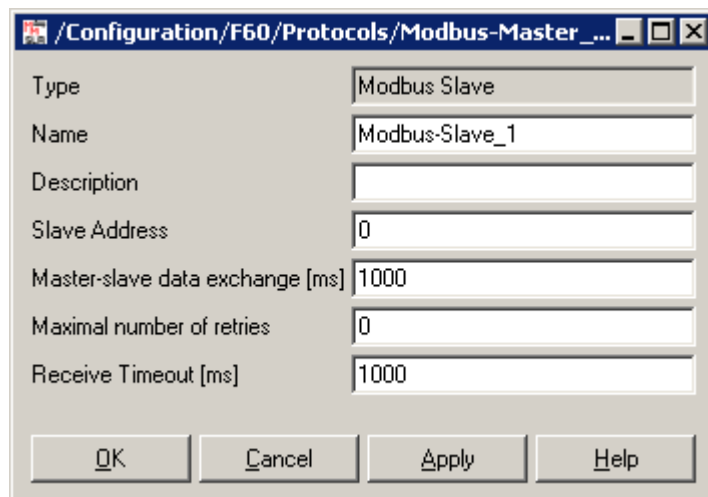 /Configuration/F60/Protocols/Modbus-Master_...
Type Modbus Slave
Name Modbus-Slave_1
Description
Slave Address 0
Master-slave data exchange [ms] 1000
Maximal number of retries 0
Receive Timeout [ms] 1000
OK Cancel Apply Help